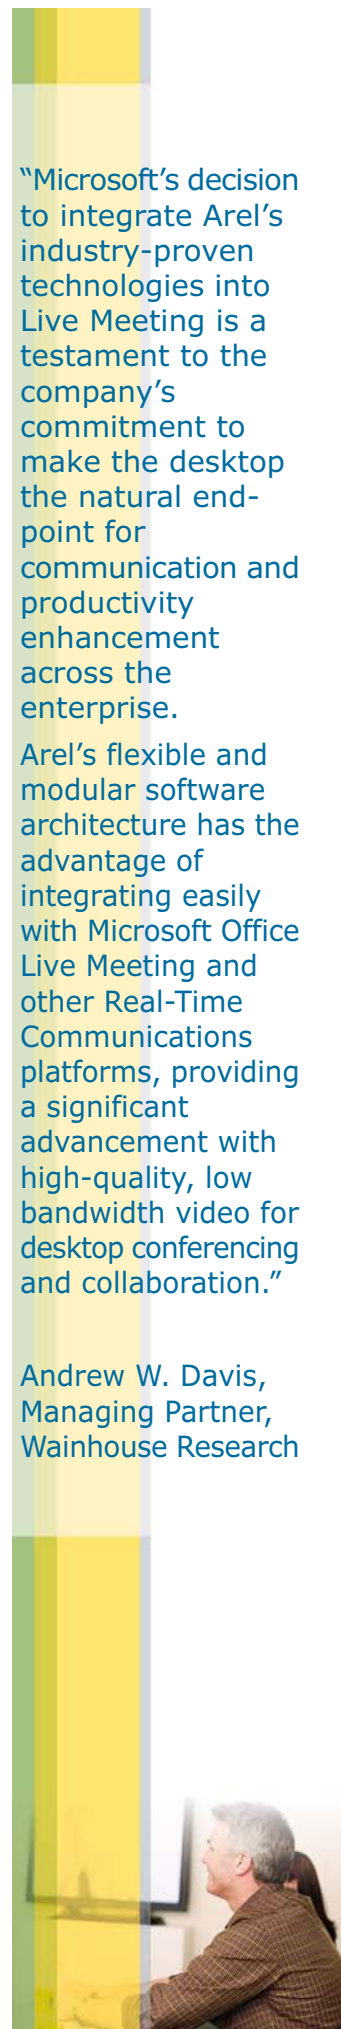 “Microsoft’s decision
to integrate Arel’s
industry-proven
technologies into
Live Meeting is a
testament to the
company’s
commitment to
make the desktop
the natural end-
point for
communication and
productivity
enhancement
across the
enterprise.
Arel’s flexible and
modular software
architecture has the
advantage of
integrating easily
with Microsoft Office
Live Meeting and
other Real-Time
Communications
platforms, providing
a significant
advancement with
high-quality, low
bandwidth video for
desktop conferencing
and collaboration.”
Andrew W. Davis,
Managing Partner,
Wainhouse Research